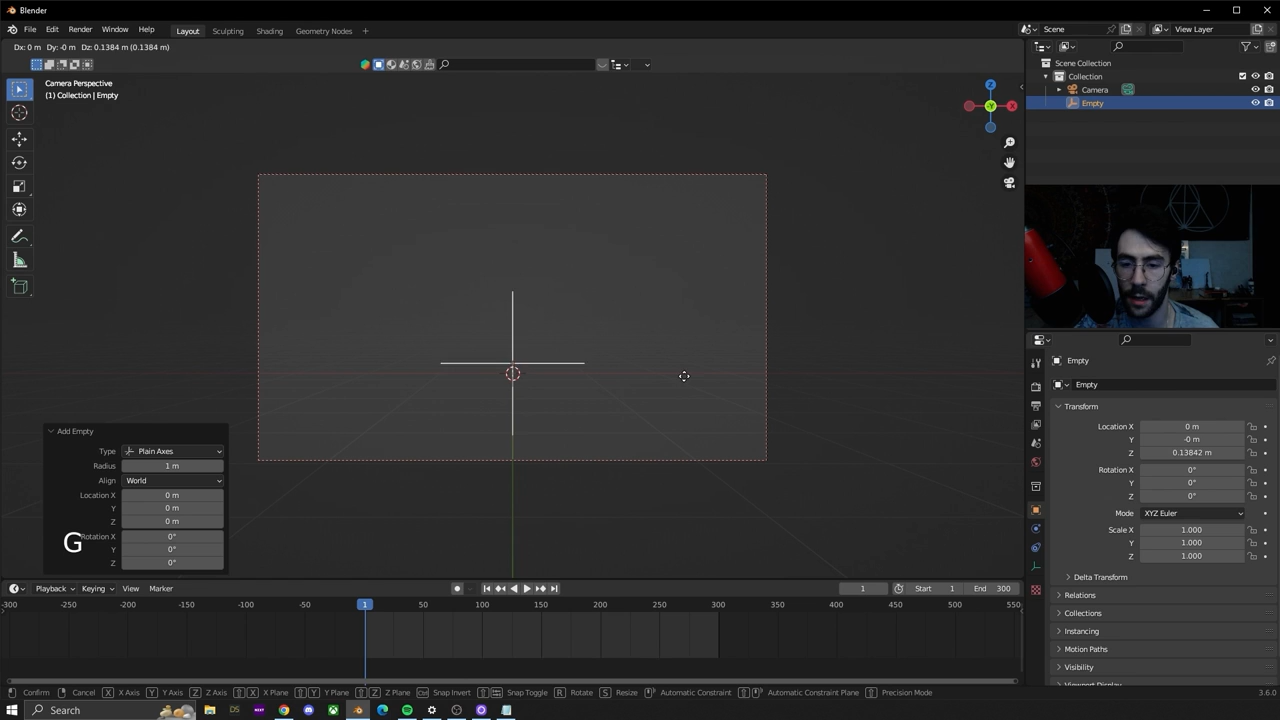 Blender
File Edit Render Window Help
Layout Sculpting Shading Geometry Nodes +
Scene
View Layer
Dx: 0 m Dy: -0 m Dz: 0.1384 m (0.1384 m)
Camera Perspective
(1) Collection | Empty
Z
Y
X
Scene Collection
Collection
Camera
Empty
Empty
Empty
Transform
Location X 0 m
Y -0 m
Z 0.13842 m
Rotation X 0°
Y 0°
Z 0°
Mode XYZ Euler
Scale X 1.000
Y 1.000
Z 1.000
Delta Transform
Relations
Collections
Instancing
Motion Paths
Visibility
Viewport Display
Add Empty
Type Plain Axes
Radius 1 m
Align World
Location X 0 m
Y 0 m
Z 0 m
Rotation X 0°
Y 0°
Z 0°
G
Playback Keying View Marker
1 Start 1 End 300
-300 -250 -200 -150 -100 -50 1 50 100 150 200 250 300 350 400 450 500 550
Confirm Cancel X X Axis Y Y Axis Z Z Axis X X Plane Y Y Plane Z Z Plane Snap Invert Snap Toggle R Rotate S Resize Automatic Constraint Automatic Constraint Plane Precision Mode
3.6.0
Search
DS
NEXT